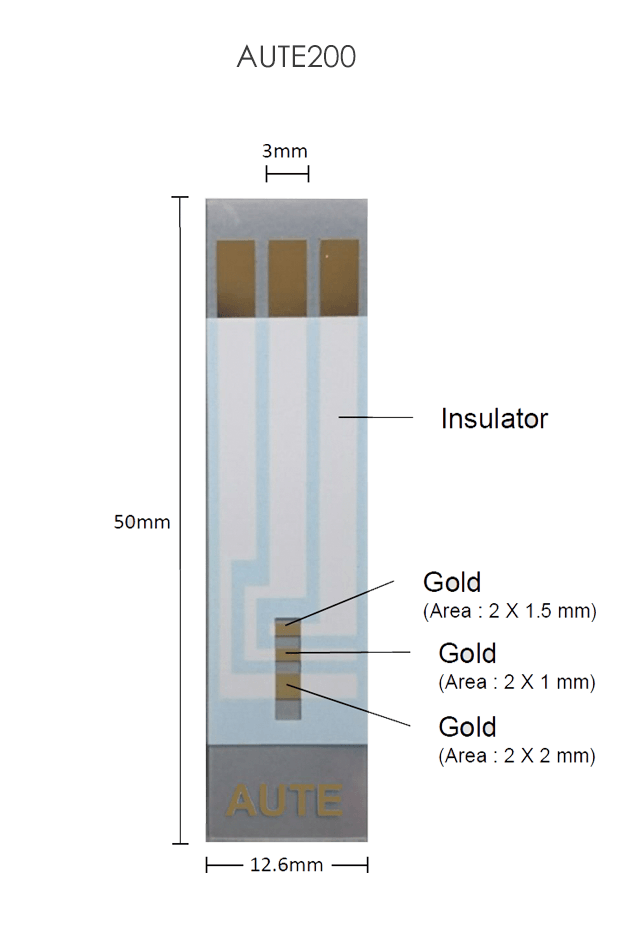 AUTE200
3mm
Insulator
50mm
Gold
(Area : 2 X 1.5 mm)
Gold
(Area : 2 X 1 mm)
Gold
(Area : 2 X 2 mm)
AUTE
12.6mm